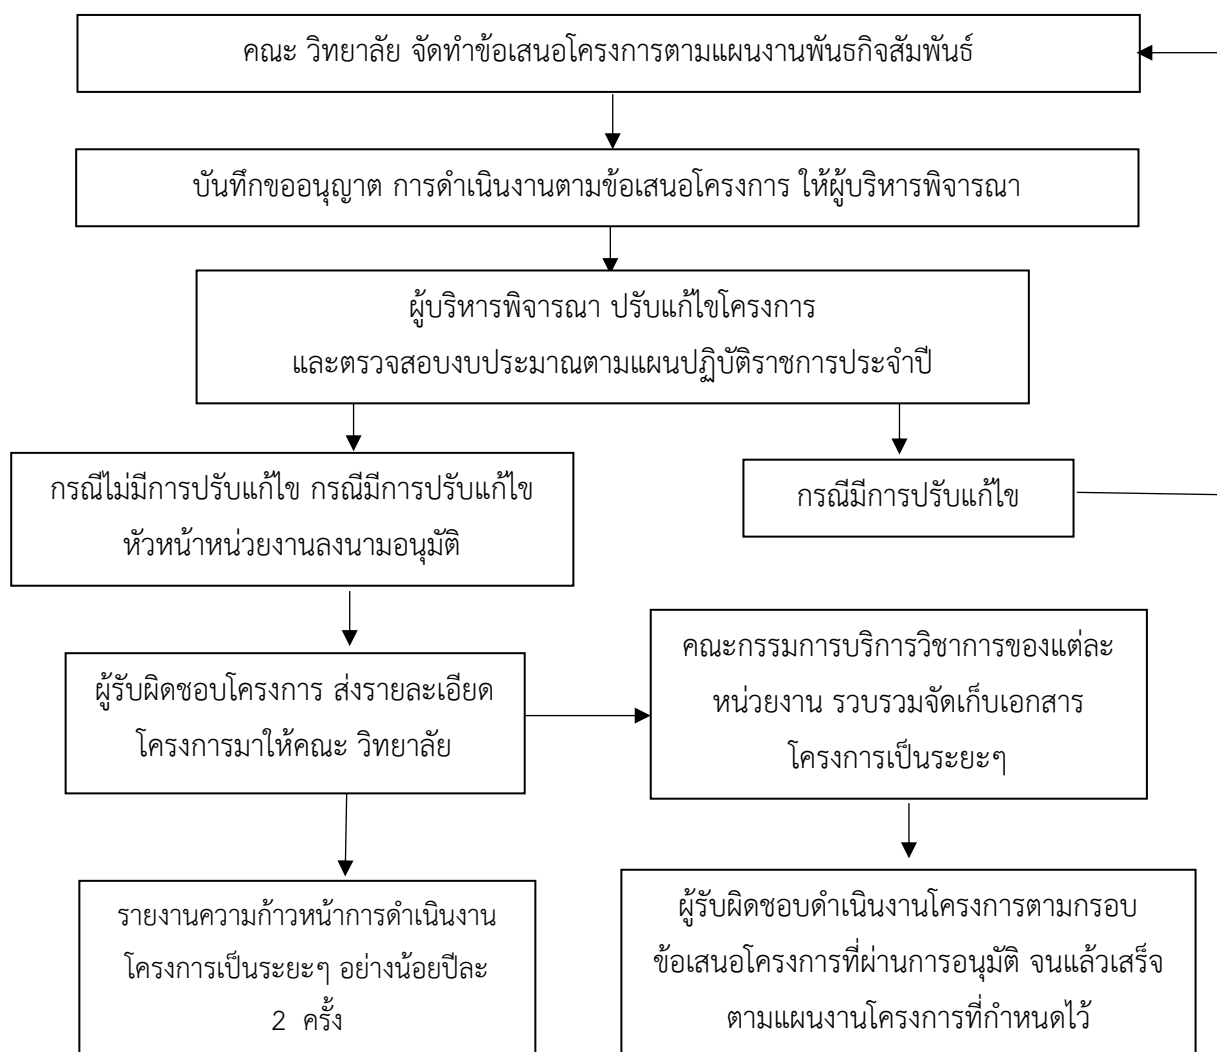 คณะ วิทยาลัย จัดทำข้อเสนอโครงการตามแผนงานพันธกิจสัมพันธ์
บันทึกขออนุญาต การดำเนินงานตามข้อเสนอโครงการ ให้ผู้บริหารพิจารณา
ผู้บริหารพิจารณา ปรับแก้ไขโครงการ
และตรวจสอบงบประมาณตามแผนปฏิบัติราชการประจำปี
กรณีไม่มีการปรับแก้ไข กรณีมีการปรับแก้ไข
หัวหน้าหน่วยงานลงนามอนุมัติ
กรณีมีการปรับแก้ไข
ผู้รับผิดชอบโครงการ ส่งรายละเอียด
โครงการมาให้คณะ วิทยาลัย
คณะกรรมการบริการวิชาการของแต่ละ
หน่วยงาน รวบรวมจัดเก็บเอกสาร
โครงการเป็นระยะๆ
รายงานความก้าวหน้าการดำเนินงาน
โครงการเป็นระยะๆ อย่างน้อยปีละ
2 ครั้ง
ผู้รับผิดชอบดำเนินงานโครงการตามกรอบ
ข้อเสนอโครงการที่ผ่านการอนุมัติ จนแล้วเสร็จ
ตามแผนงานโครงการที่กำหนดไว้